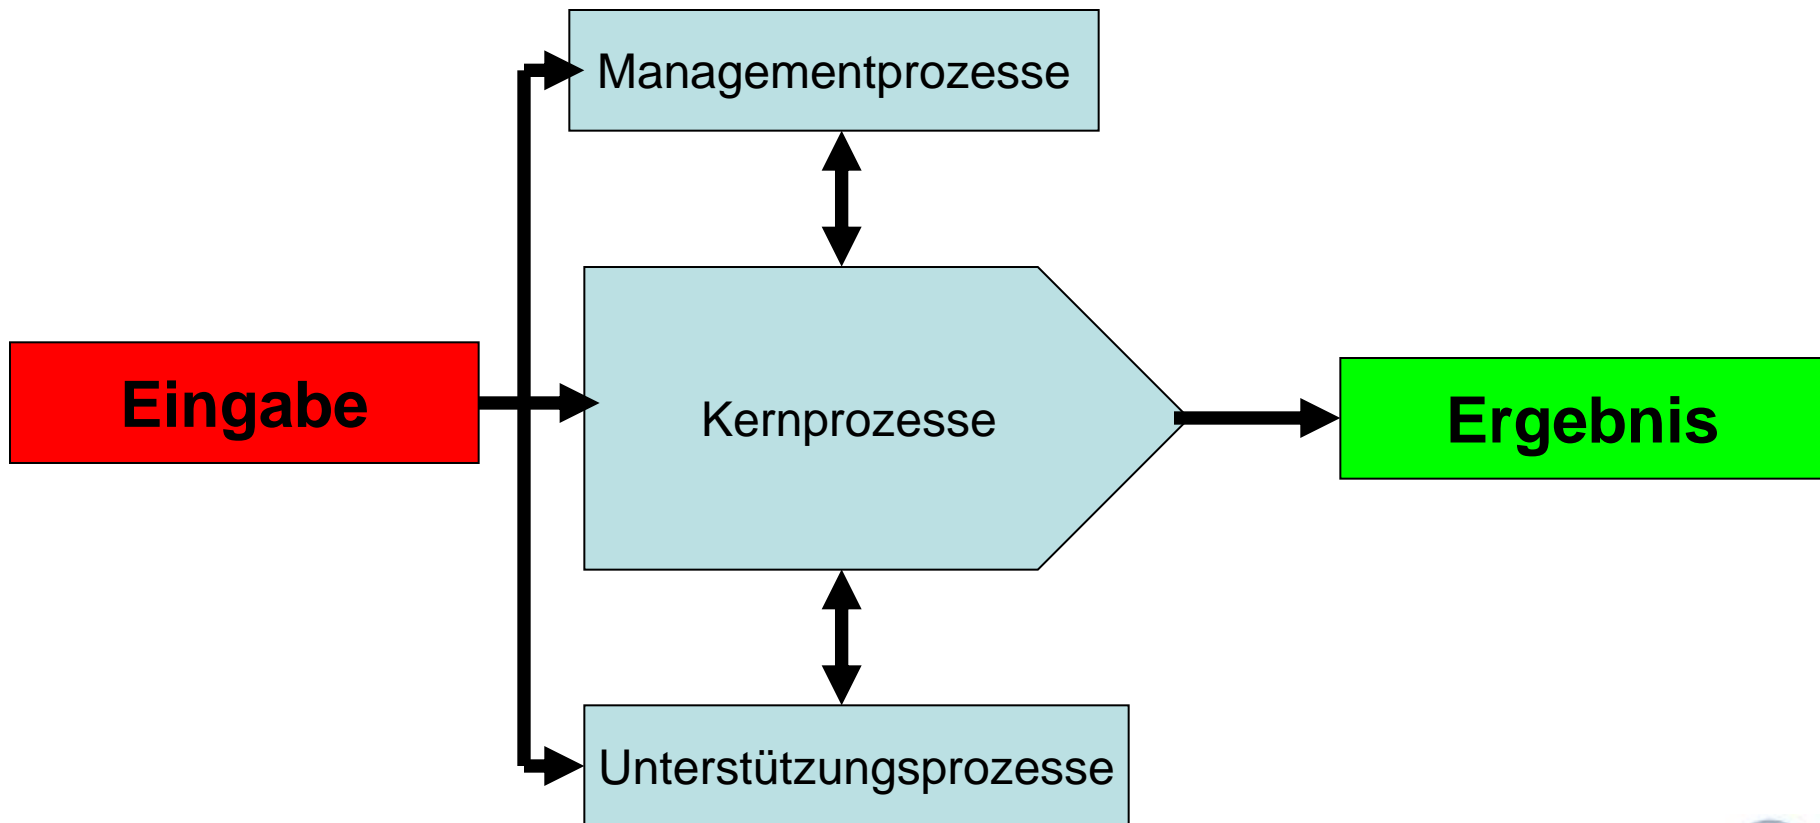 Managementprozesse
Eingabe
Kernprozesse
Ergebnis
Unterstützungsprozesse